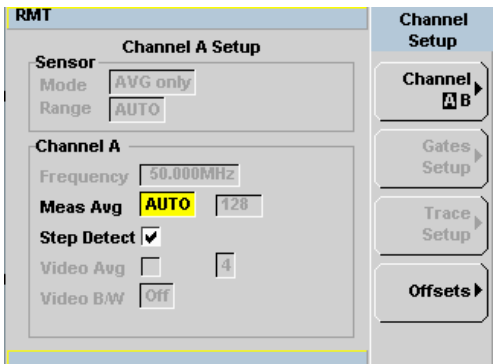 RMT
Channel A Setup
Sensor
Mode AVG only
Range AUTO
Channel A
Frequency 50.000MHz
Meas Avg AUTO 128
Step Detect
Video Avg 4
Video B/W Off
Channel
Setup
Channel
A B
Gates
Setup
Trace
Setup
Offsets